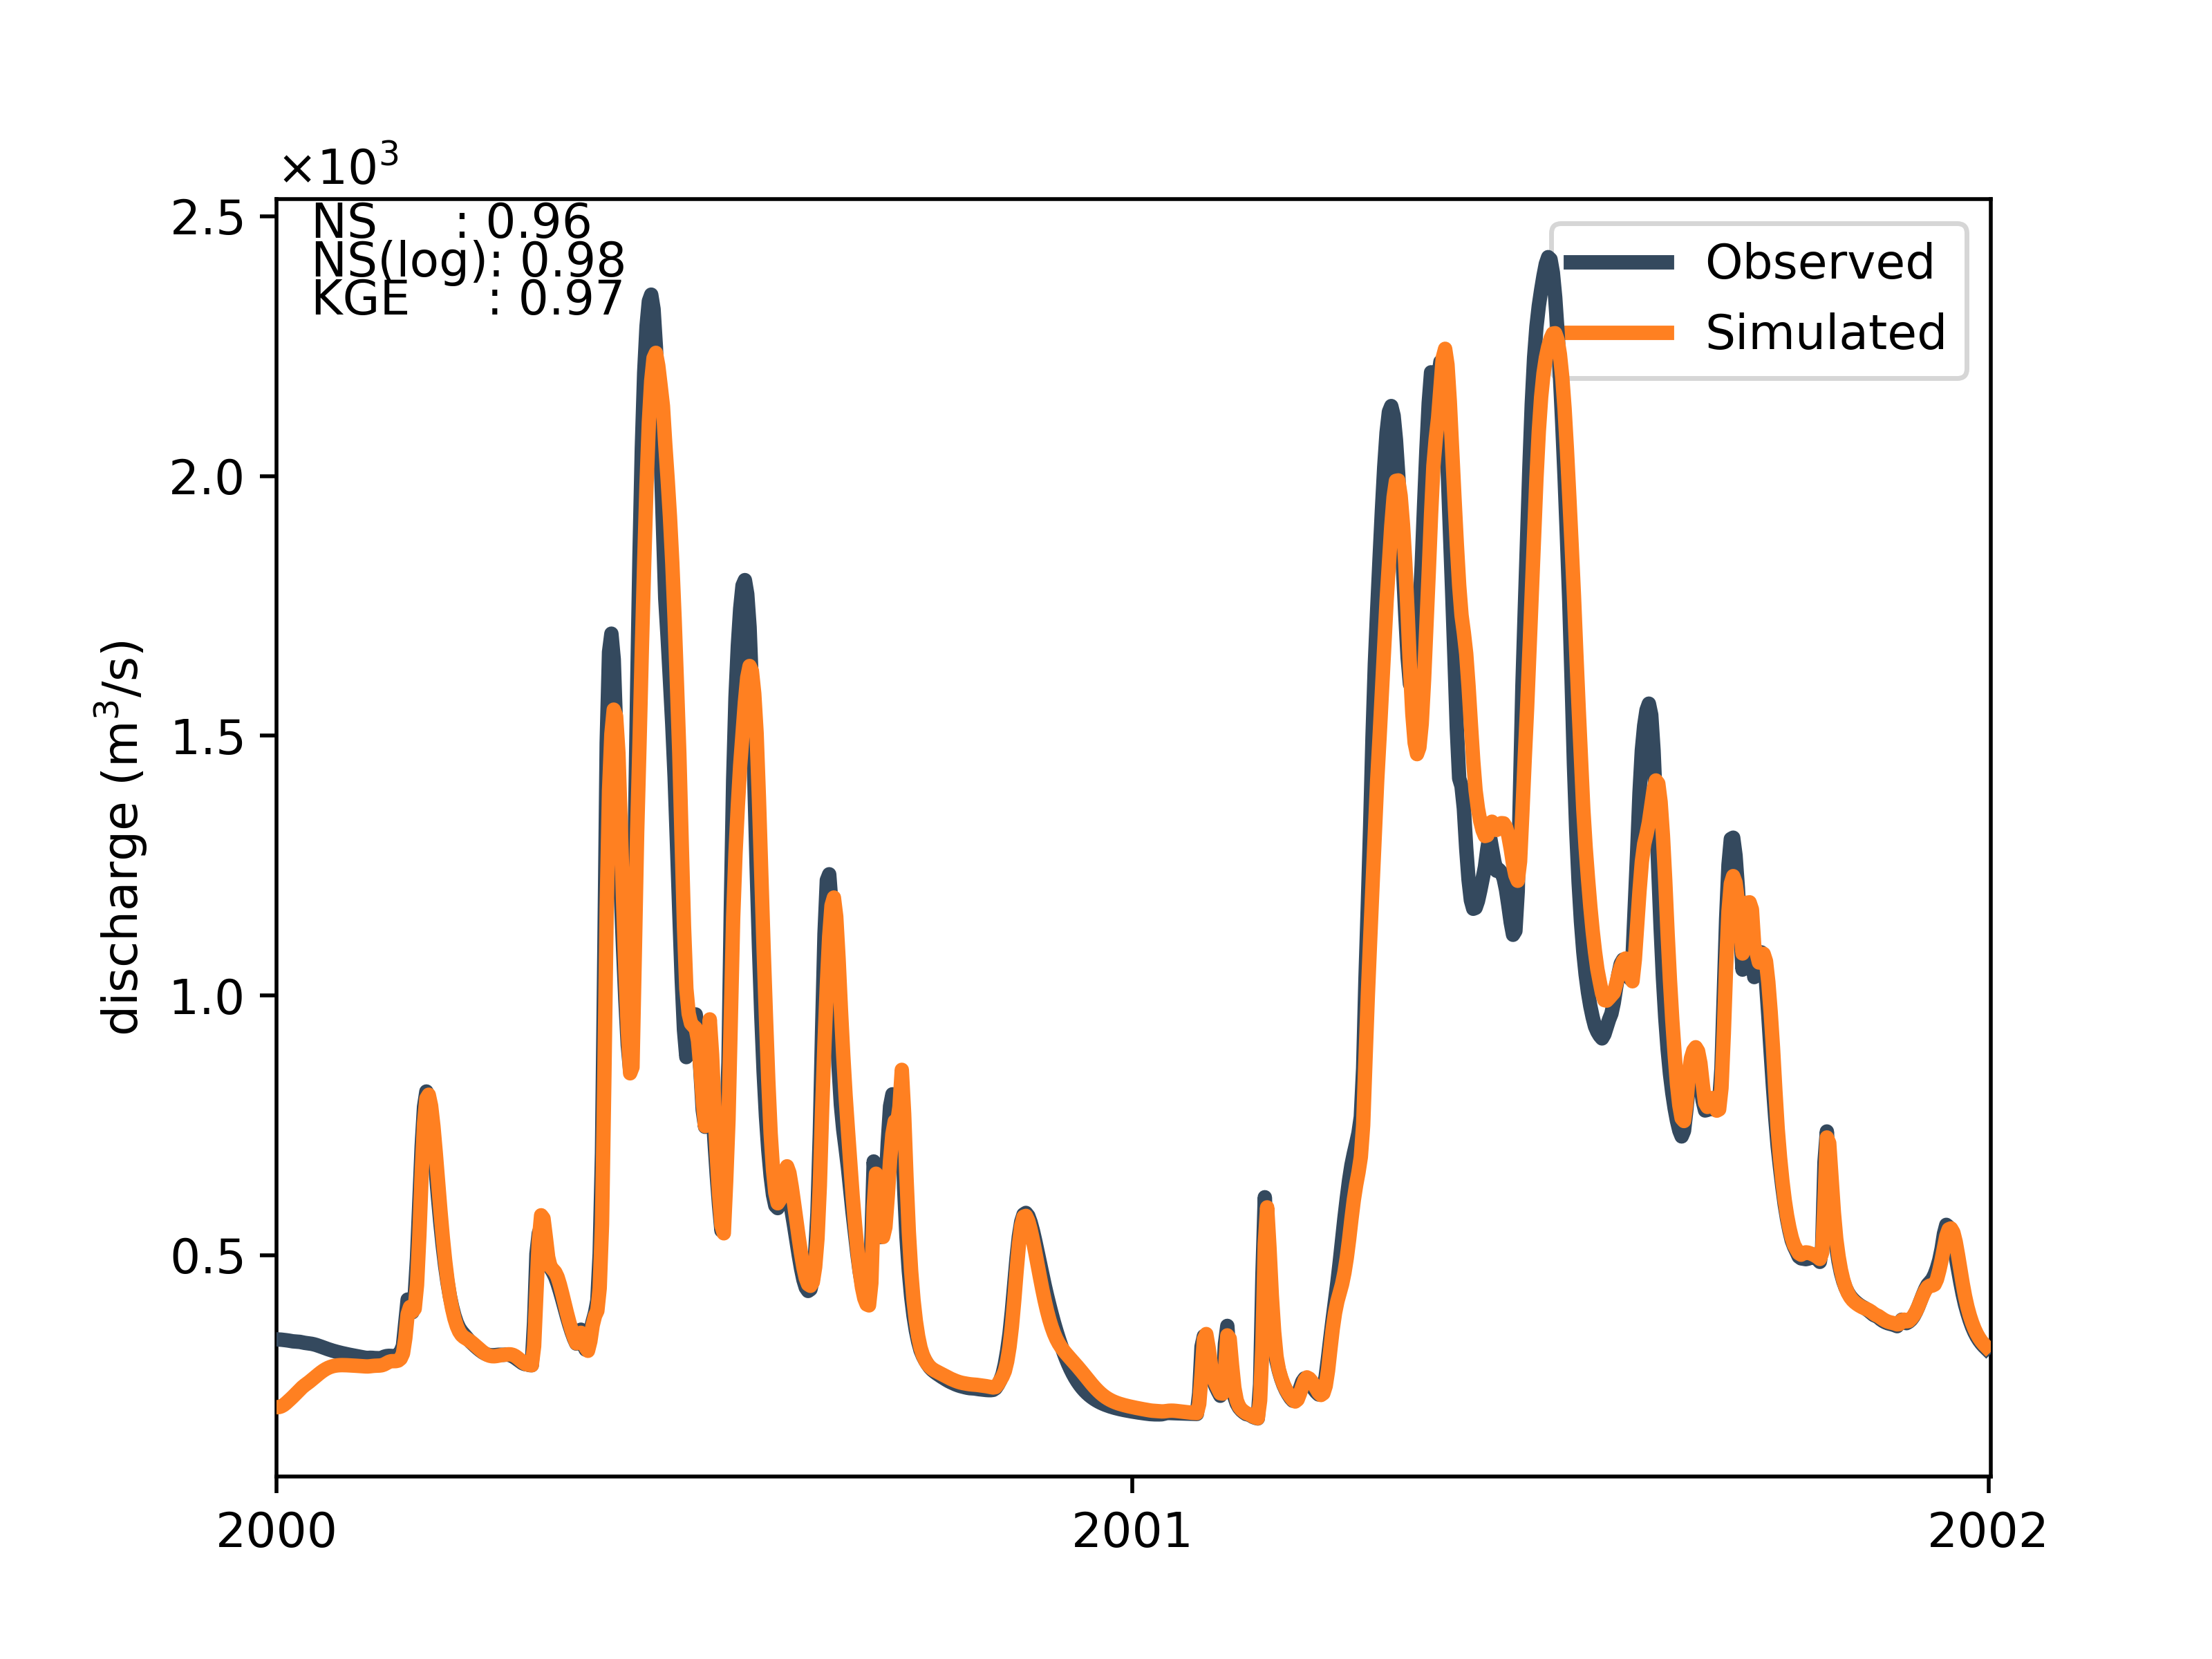 ×10³
2.5
NS : 0.96
NS(log): 0.98
KGE : 0.97
Observed
Simulated
2.0
1.5
1.0
0.5
discharge (m³/s)
2000 2001 2002